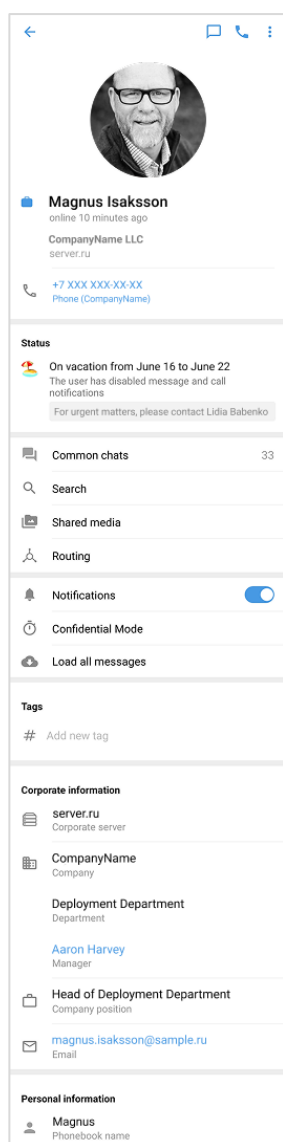 Magnus Isaksson
online 10 minutes ago
CompanyName LLC
server.ru
+7 XXX XXX-XX-XX
Phone (CompanyName)
Status
On vacation from June 16 to June 22
The user has disabled message and call
notifications
For urgent matters, please contact Lidia Babenko
Common chats 33
Search
Shared media
Routing
Notifications
Confidential Mode
Load all messages
Tags
# Add new tag
Corporate information
server.ru
Corporate server
CompanyName
Company
Deployment Department
Department
Aaron Harvey
Manager
Head of Deployment Department
Company position
magnus.isaksson@sample.ru
Email
Personal information
Magnus
Phonebook name